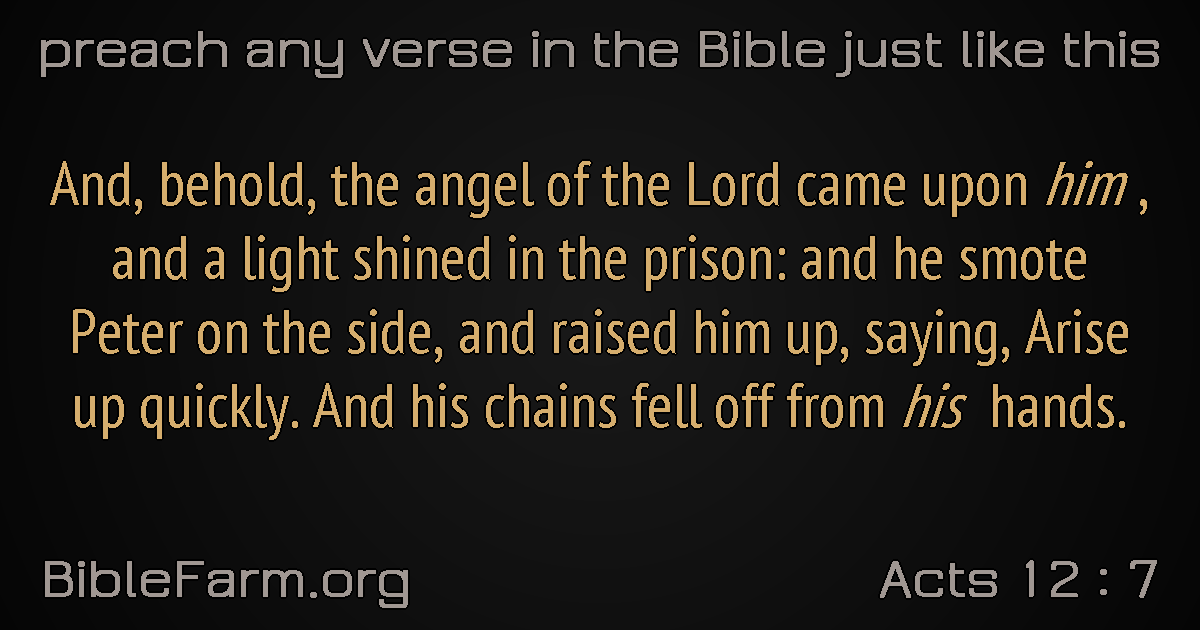 preach any verse in the Bible just like this
And, behold, the angel of the Lord came upon him ,
and a light shined in the prison: and he smote
Peter on the side, and raised him up, saying, Arise
up quickly. And his chains fell off from his hands.
BibleFarm.org
Acts 12 : 7